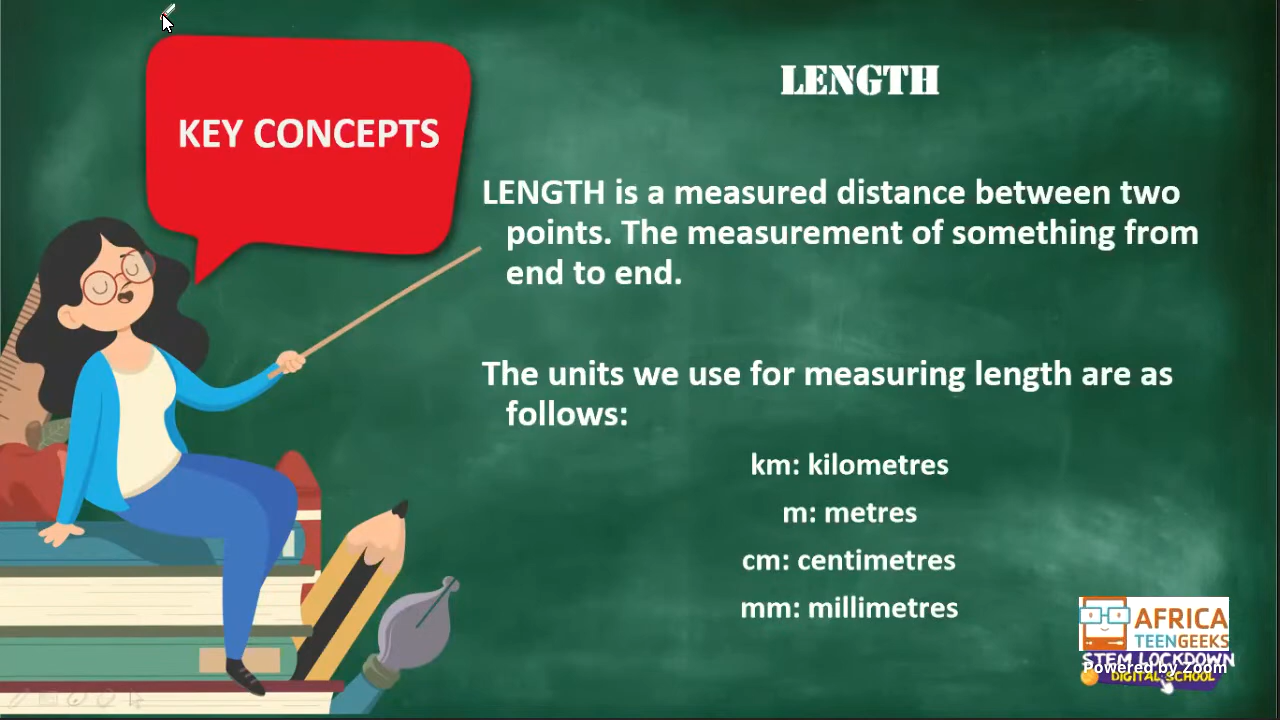 KEY CONCEPTS
LENGTH
LENGTH is a measured distance between two
points. The measurement of something from
end to end.
The units we use for measuring length are as
follows:
km: kilometres
m: metres
cm: centimetres
mm: millimetres
AFRICA
TEENGEEKS
STEM LOCKDOWN
Powered by Zoom
DIGITAL SCHOOL